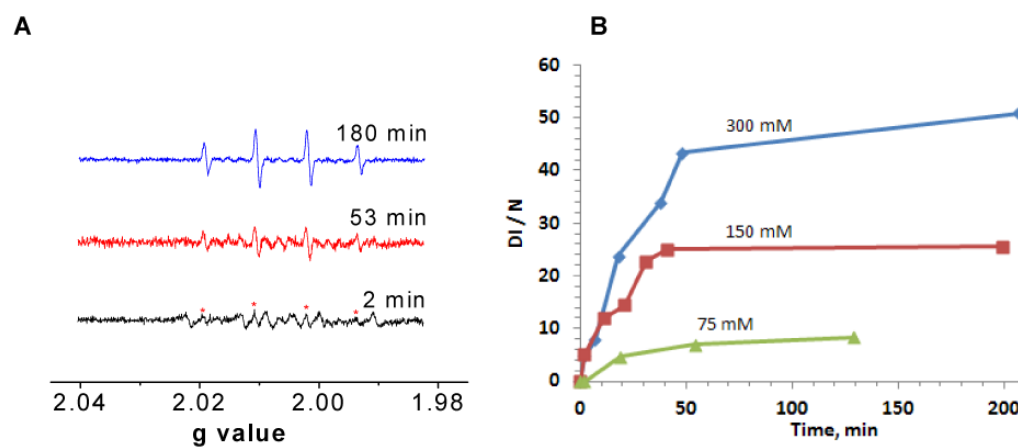 A
180 min
53 min
2 min
* * * *
2.04 2.02 2.00 1.98
g value
B
DI / N
60
50
40
30
20
10
0
300 mM
150 mM
75 mM
0 50 100 150 200
Time, min